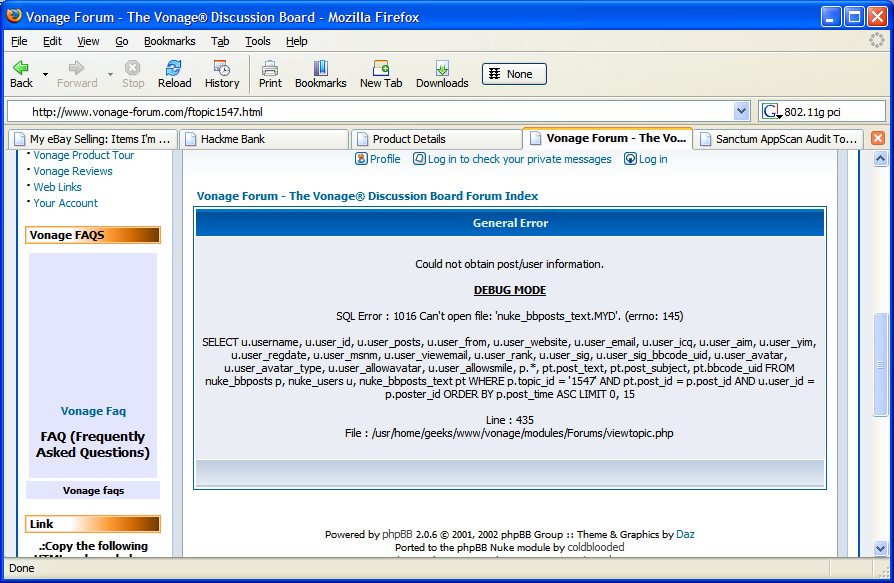 Vonage Forum - The Vonage® Discussion Board - Mozilla Firefox
File Edit View Go Bookmarks Tab Tools Help
Back Forward Stop Reload History Print Bookmarks New Tab Downloads None
http://www.vonage-forum.com/ftopic1547.html
G 802.11g pci
My eBay Selling: Items I'm ...
Hackme Bank
Product Details
Vonage Forum - The Vo...
Sanctum AppScan Audit To...
Vonage Product Tour
Vonage Reviews
Web Links
Your Account
Vonage FAQS
Vonage Faq
FAQ (Frequently
Asked Questions)
Vonage faqs
Link
.:Copy the following
Profile Log in to check your private messages Log in
Vonage Forum - The Vonage® Discussion Board Forum Index
General Error
Could not obtain post/user information.
DEBUG MODE
SQL Error : 1016 Can't open file: 'nuke_bbposts_text.MYD'. (errno: 145)
SELECT u.username, u.user_id, u.user_posts, u.user_from, u.user_website, u.user_email, u.user_icq, u.user_aim, u.user_yim,
u.user_regdate, u.user_msnm, u.user_viewemail, u.user_rank, u.user_sig, u.user_sig_bbcode_uid, u.user_avatar,
u.user_avatar_type, u.user_allowavatar, u.user_allowsmile, p.*, pt.post_text, pt.post_subject, pt.bbcode_uid FROM
nuke_bbposts p, nuke_users u, nuke_bbposts_text pt WHERE p.topic_id = '1547' AND pt.post_id = p.post_id AND u.user_id =
p.poster_id ORDER BY p.post_time ASC LIMIT 0, 15
Line : 435
File : /usr/home/geeks/www/vonage/modules/Forums/viewtopic.php
Powered by phpBB 2.0.6 © 2001, 2002 phpBB Group :: Theme & Graphics by Daz
Ported to the phpBB Nuke module by coldblooded
Done